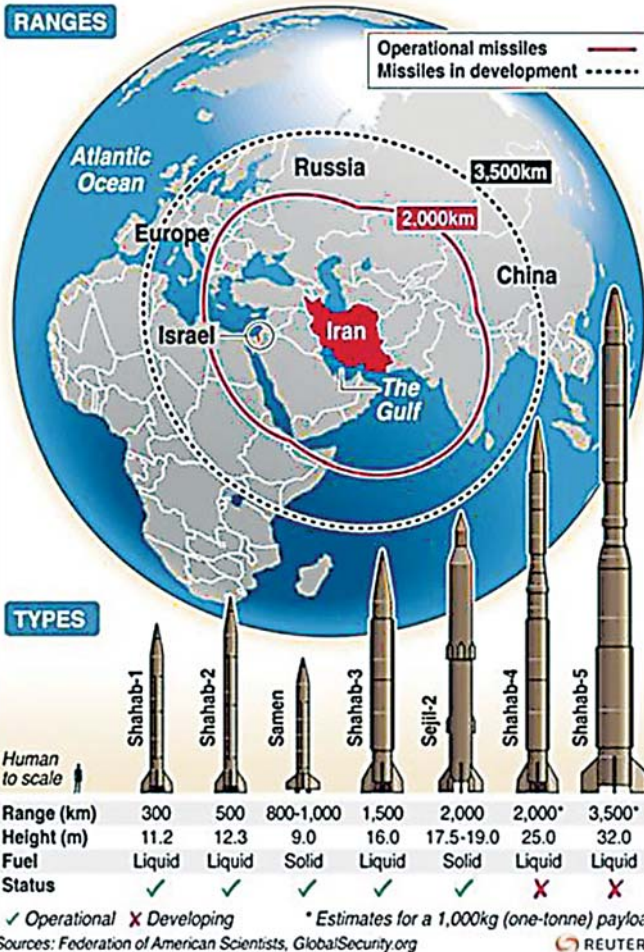 RANGES
Operational missiles
Missiles in development
Atlantic
Ocean
Russia
3,500km
2,000km
Europe
China
Israel
Iran
The
Gulf
TYPES
Shahab-1
Shahab-2
Samen
Shahab-3
Sejil-2
Shahab-4
Shahab-5
Human
to scale
Range (km) 300 500 800-1,000 1,500 2,000 2,000* 3,500*
Height (m) 11.2 12.3 9.0 16.0 17.5-19.0 25.0 32.0
Fuel Liquid Liquid Solid Liquid Solid Liquid Liquid
Status ✓ ✓ ✓ ✓ ✓ ✗ ✗
✓ Operational ✗ Developing * Estimates for a 1,000kg (one-tonne)
Sources: Federation of American Scientists, GlobalSecurity.org